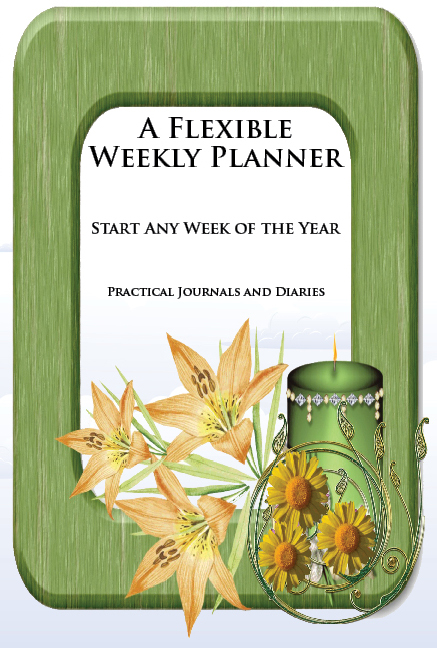 A Flexible
Weekly Planner
Start Any Week of the Year
Practical Journals and Diaries